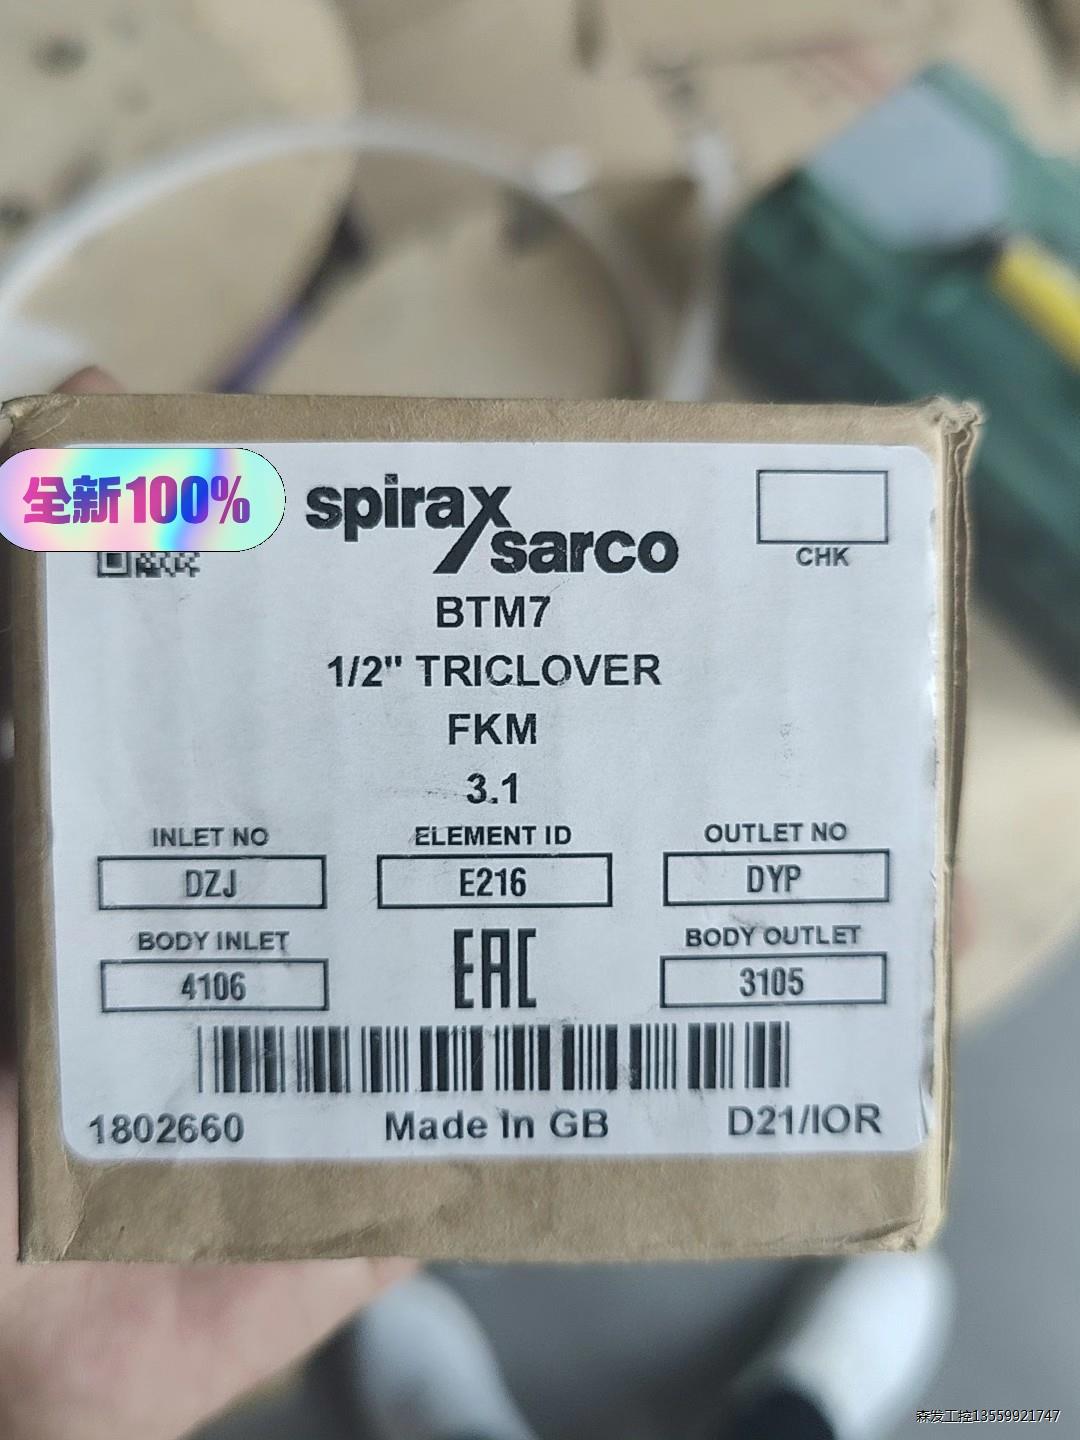 全新100%
spirax
sarco
CHK
BTM7
1/2" TRICLOVER
FKM
3.1
INLET NO
ELEMENT ID
OUTLET NO
DZJ
E216
DYP
BODY INLET
EAC
BODY OUTLET
4106
3105
1802660
Made In GB
D21/IOR
森发工控13559921747